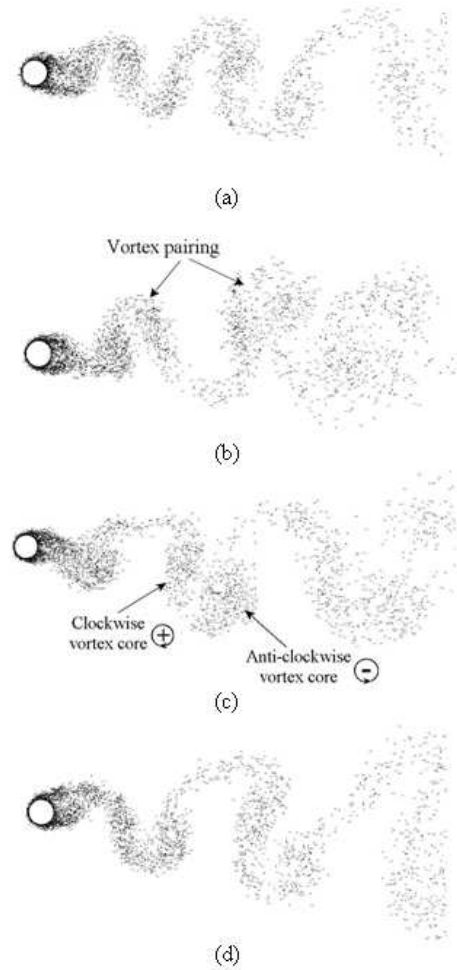 (a)
Vortex pairing
(b)
Clockwise
vortex core +
Anti-clockwise
vortex core -
(c)
(d)